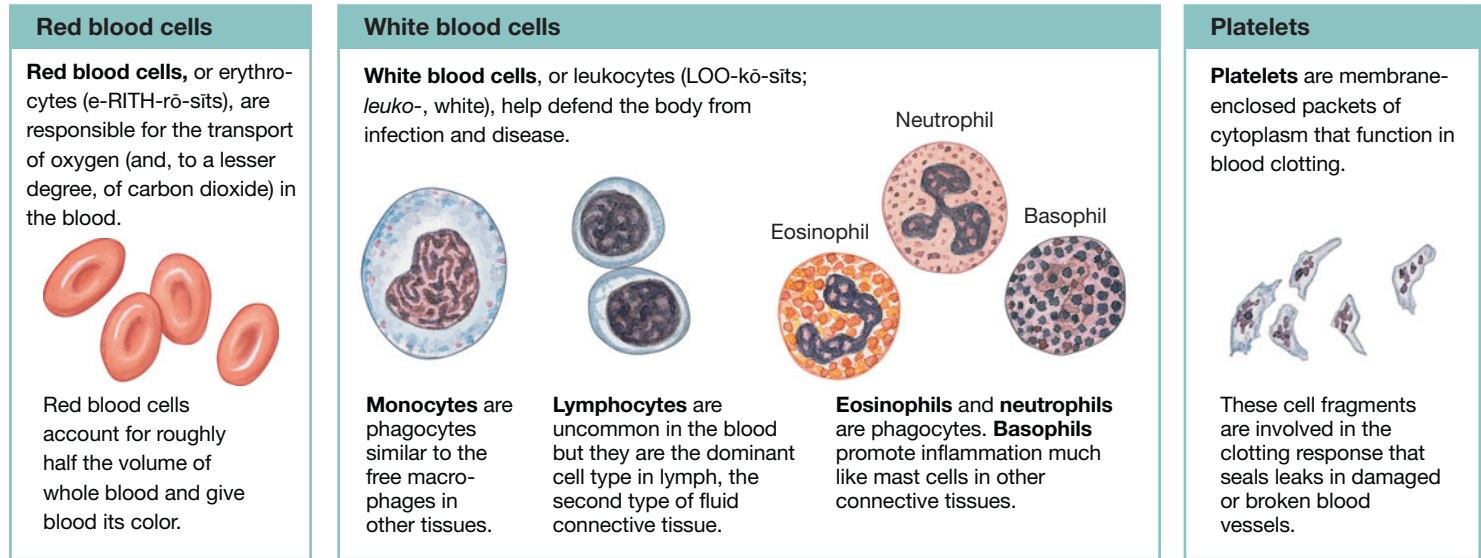 Red blood cells
Red blood cells, or erythro-
cytes (e-RITH-rō-sīts), are
responsible for the transport
of oxygen (and, to a lesser
degree, of carbon dioxide) in
the blood.
Red blood cells
account for roughly
half the volume of
whole blood and give
blood its color.
White blood cells
White blood cells, or leukocytes (LOO-kō-sīts;
leuko-, white), help defend the body from
infection and disease.
Neutrophil
Eosinophil
Basophil
Monocytes are
phagocytes
similar to the
free macro-
phages in
other tissues.
Lymphocytes are
uncommon in the blood
but they are the dominant
cell type in lymph, the
second type of fluid
connective tissue.
Eosinophils and neutrophils
are phagocytes. Basophils
promote inflammation much
like mast cells in other
connective tissues.
Platelets
Platelets are membrane-
enclosed packets of
cytoplasm that function in
blood clotting.
These cell fragments
are involved in the
clotting response that
seals leaks in damaged
or broken blood
vessels.